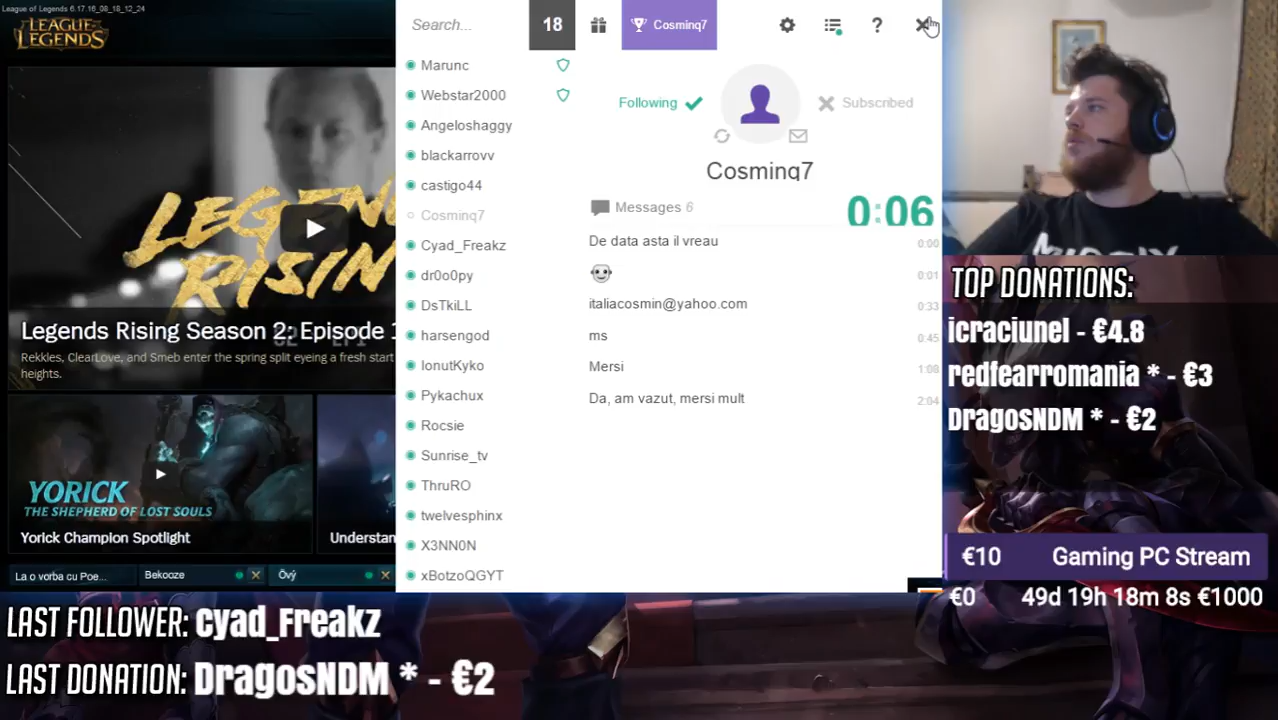 League of Legends 6.17.16_08_18_12_24
LEAGUE OF LEGENDS
LEGENDS RISING
Legends Rising Season 2: Episode 1
Rekkles, ClearLove, and Smeb enter the spring split eyeing a fresh start
heights.
YORICK
THE SHEPHERD OF LOST SOULS
Yorick Champion Spotlight
Understan
La o vorba cu Poe...
Bekooze
Övý
Search...
18
Cosminq7
?
Marunc
Webstar2000
Angeloshaggy
blackarrovv
castigo44
Cosminq7
Cyad_Freakz
dr0o0py
DsTkiLL
harsengod
IonutKyko
Pykachux
Rocsie
Sunrise_tv
ThruRO
twelvesphinx
X3NN0N
xBotzoQGYT
Following
Subscribed
Cosminq7
Messages 6
0:06
De data asta il vreau 0:00
0:01
italiacosmin@yahoo.com 0:33
ms 0:45
Mersi 1:08
Da, am vazut, mersi mult 2:04
TOP DONATIONS:
icraciunel - €4.8
redfearromania * - €3
DragosNDM * - €2
€10 Gaming PC Stream
€0 49d 19h 18m 8s €1000
LAST FOLLOWER: Cyad_Freakz
LAST DONATION: DragosNDM * - €2